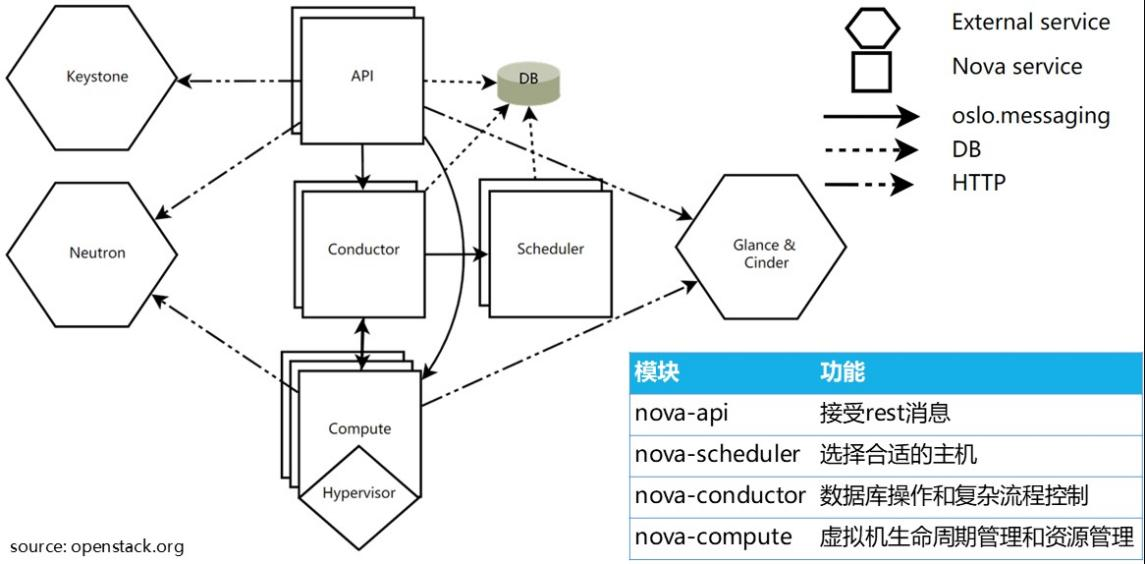 Keystone
API
DB
External service
Nova service
oslo.messaging
DB
HTTP
Neutron
Conductor
Scheduler
Glance &
Cinder
Compute
Hypervisor
模块 功能
nova-api 接受rest消息
nova-scheduler 选择合适的主机
nova-conductor 数据库操作和复杂流程控制
nova-compute 虚拟机生命周期管理和资源管理
source: openstack.org